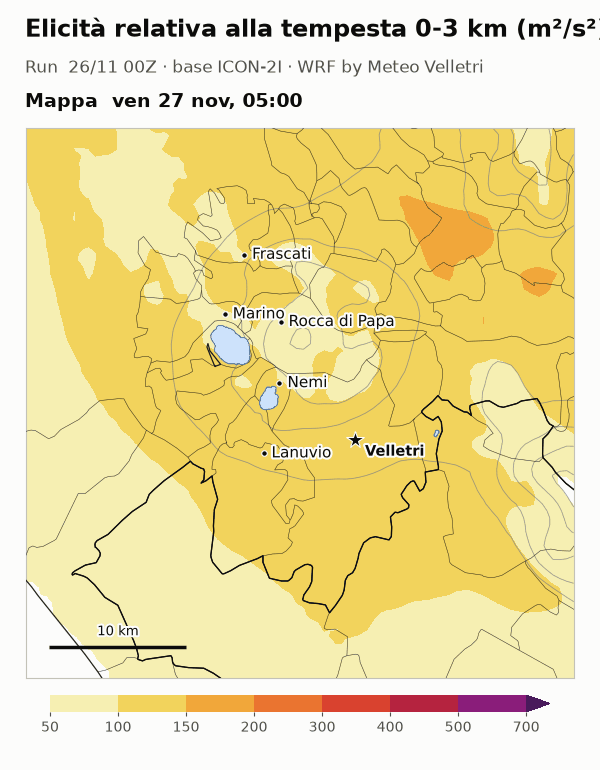 Elicità relativa alla tempesta 0-3 km (m²/s²)
Run 26/11 00Z · base ICON-2I · WRF by Meteo Velletri
Mappa ven 27 nov, 05:00
Frascati
Marino
Rocca di Papa
Nemi
Velletri
Lanuvio
10 km
50 100 150 200 300 400 500 700